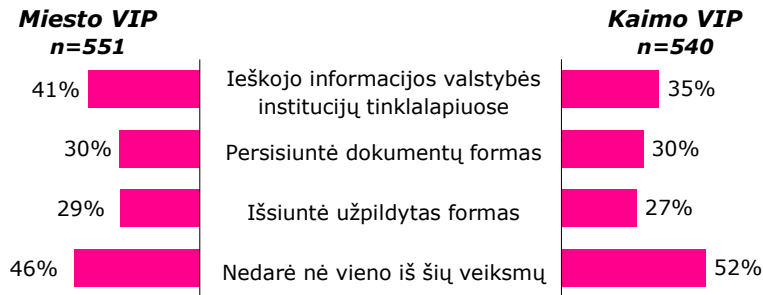 Miesto VIP
n=551
Kaimo VIP
n=540
41%
Ieškojo informacijos valstybės
institucijų tinklalapiuose
35%
30%
Persisiuntė dokumentų formas
30%
29%
Išsiuntė užpildytas formas
27%
46%
Nedarė nė vieno iš šių veiksmų
52%